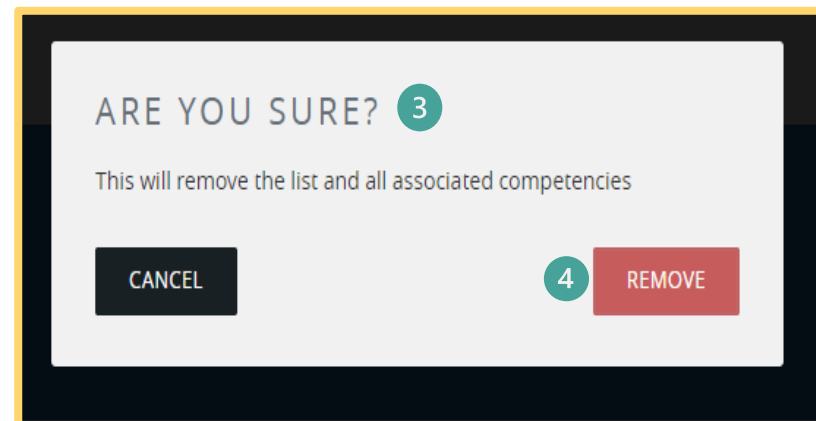 ARE YOU SURE? 3
This will remove the list and all associated competencies
CANCEL 4 REMOVE